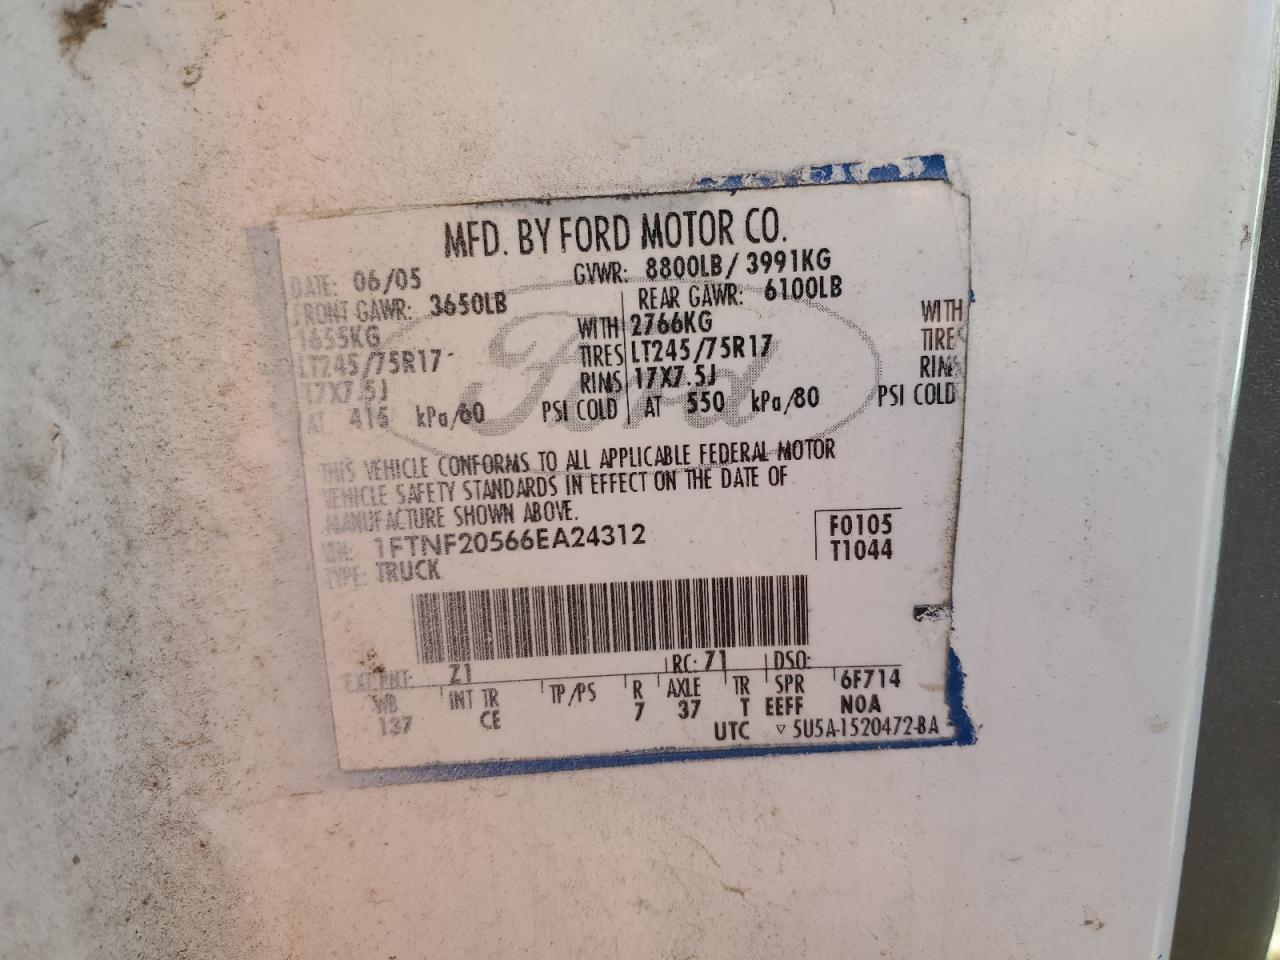 MFD. BY FORD MOTOR CO.
DATE: 06/05 GVWR: 8800LB/ 3991KG
FRONT GAWR: 3650LB REAR GAWR: 6100LB
1655KG WITH 2766KG WITH
LT245/75R17 TIRES LT245/75R17 TIRES
17X7.5J RIMS 17X7.5J RIMS
AT 415 kPa/60 PSI COLD AT 550 kPa/80 PSI COLD
Ford
THIS VEHICLE CONFORMS TO ALL APPLICABLE FEDERAL MOTOR
VEHICLE SAFETY STANDARDS IN EFFECT ON THE DATE OF
MANUFACTURE SHOWN ABOVE.
VIN: 1FTNF20566EA24312 F0105
TYPE: TRUCK T1044
EXT PNT: Z1 RC: 71 DSO:
WB INT TR TP/PS R AXLE TR SPR 6F714
137 CE 7 37 T EEFF NOA
UTC ▽ 5U5A-1520472-BA